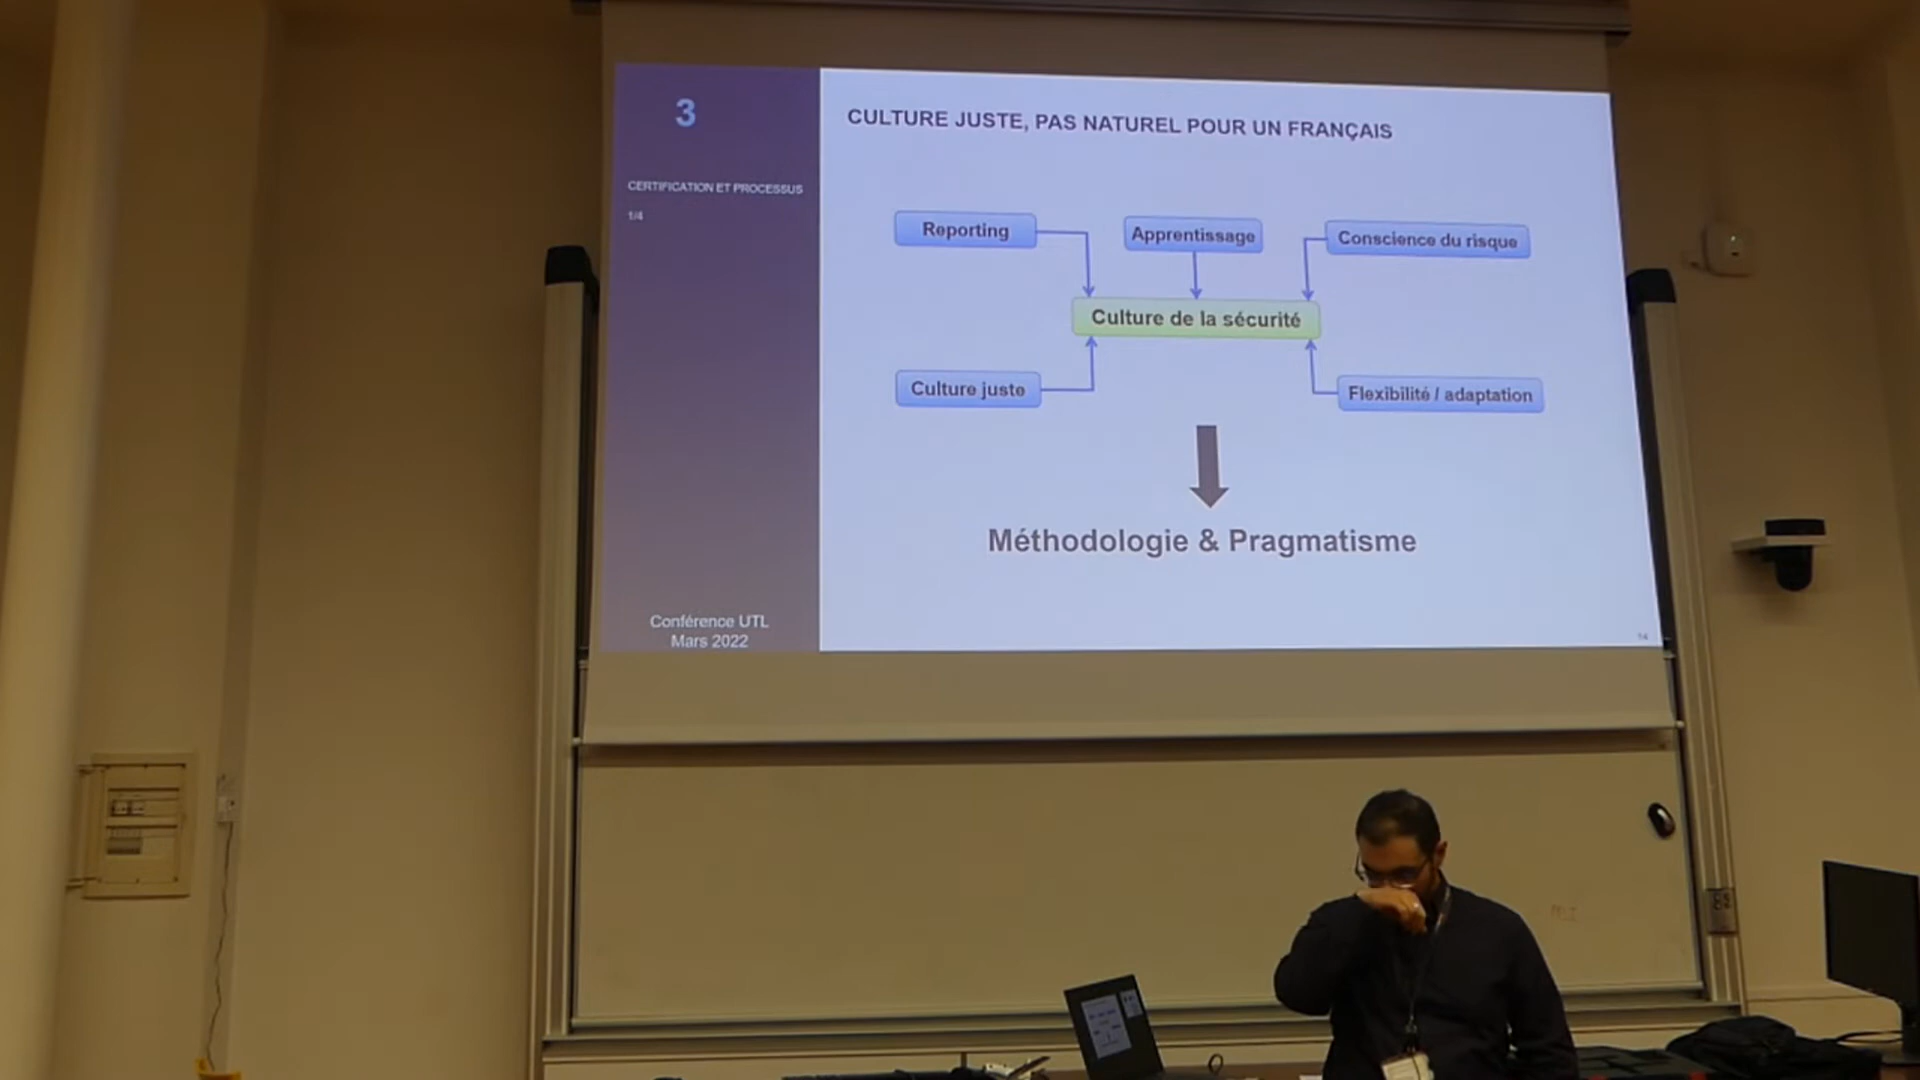 3
CERTIFICATION ET PROCESSUS
1/4
CULTURE JUSTE, PAS NATUREL POUR UN FRANÇAIS
Reporting
Apprentissage
Conscience du risque
Culture de la sécurité
Culture juste
Flexibilité / adaptation
Méthodologie & Pragmatisme
Conférence UTL
Mars 2022
14